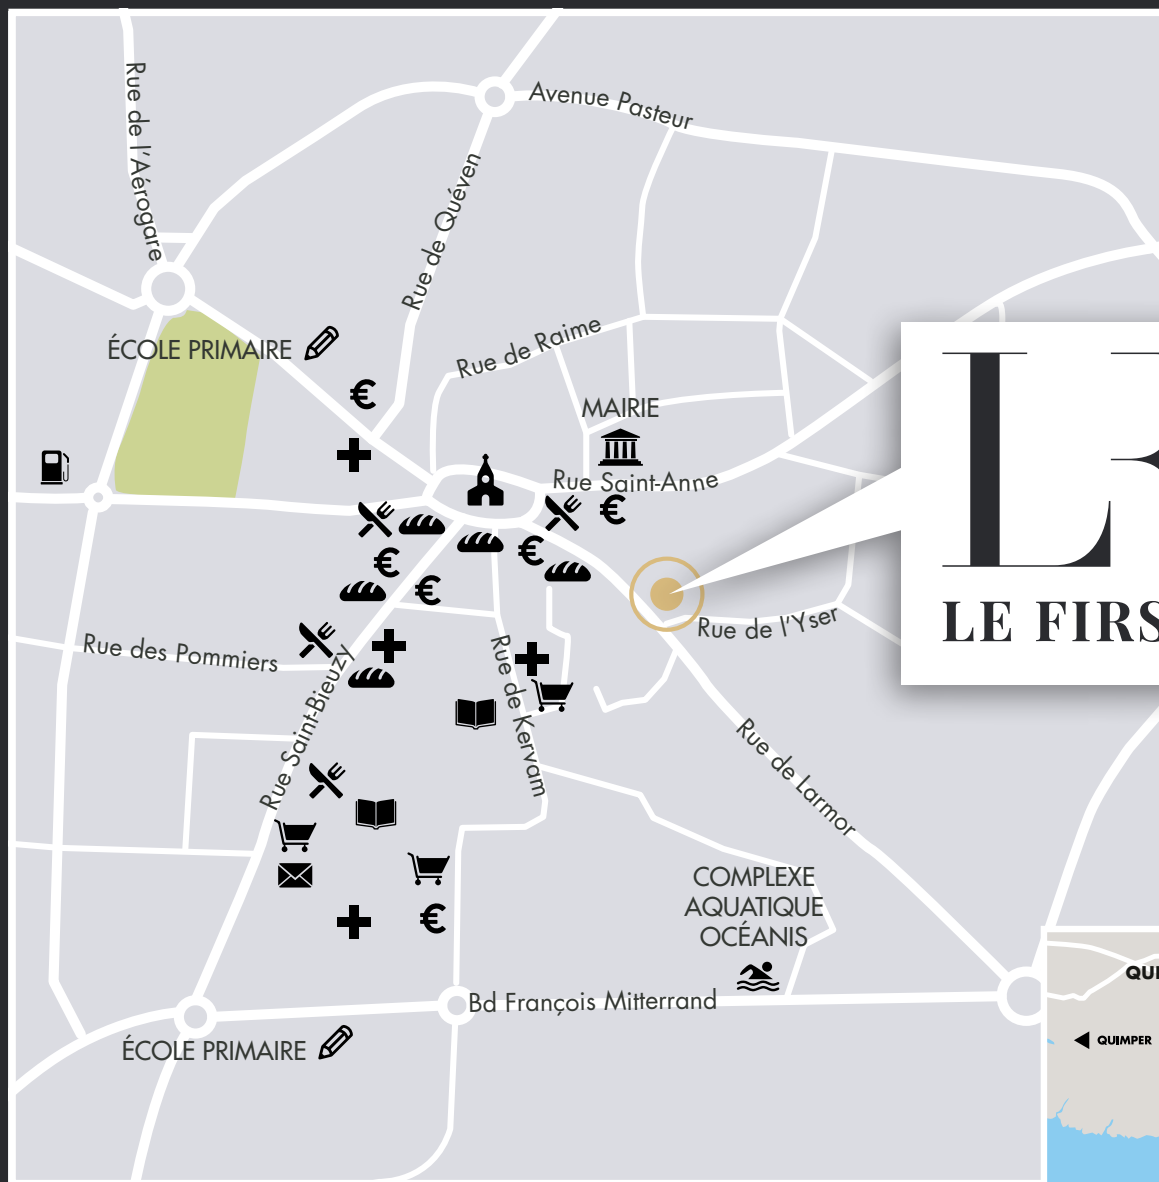 Rue de l'Aérogare
Avenue Pasteur
Rue de Quéven
Rue de Raime
ÉCOLE PRIMAIRE
€
MAIRIE
Rue Saint-Anne
€
€
€
€
LE FIRS
Rue de l'Yser
Rue des Pommiers
Rue Saint-Bieuzy
Rue de Kervam
Rue de Larmor
COMPLEXE
AQUATIQUE
OCÉANIS
€
QUI
Bd François Mitterrand
QUIMPER
ÉCOLE PRIMAIRE